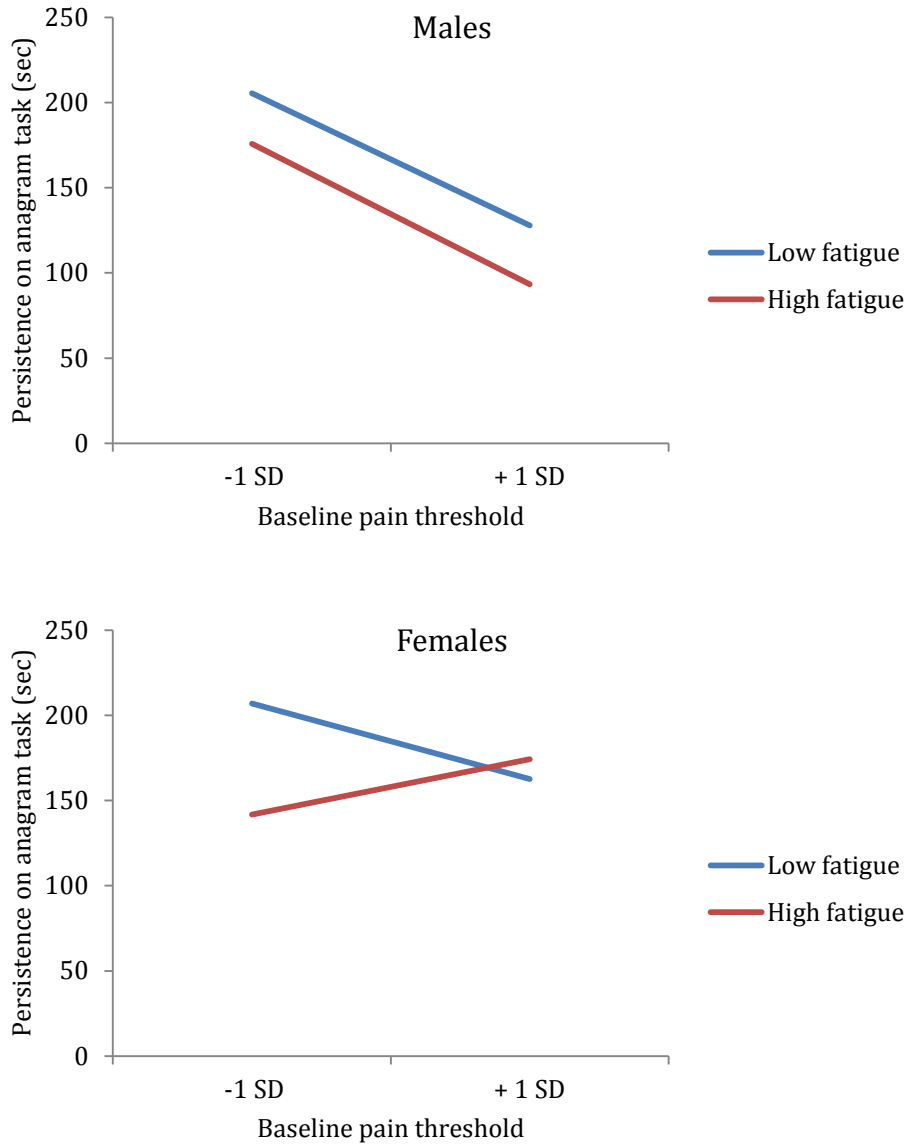 Males
Persistence on anagram task (sec)
250
200
150
100
50
0
-1 SD
+ 1 SD
Baseline pain threshold
Low fatigue
High fatigue
Females
Persistence on anagram task (sec)
250
200
150
100
50
0
-1 SD
+ 1 SD
Baseline pain threshold
Low fatigue
High fatigue